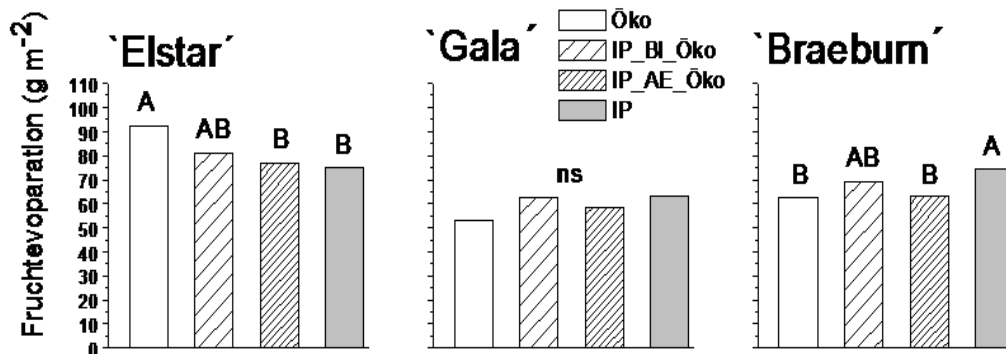 Fruchtevoparation (g m⁻²)
`Elstar´
110
100
90
80
70
60
50
40
30
20
10
0
A
AB
B
B
`Gala´
Öko
IP_BI_Öko
IP_AE_Öko
IP
ns
`Braeburn´
B
AB
B
A